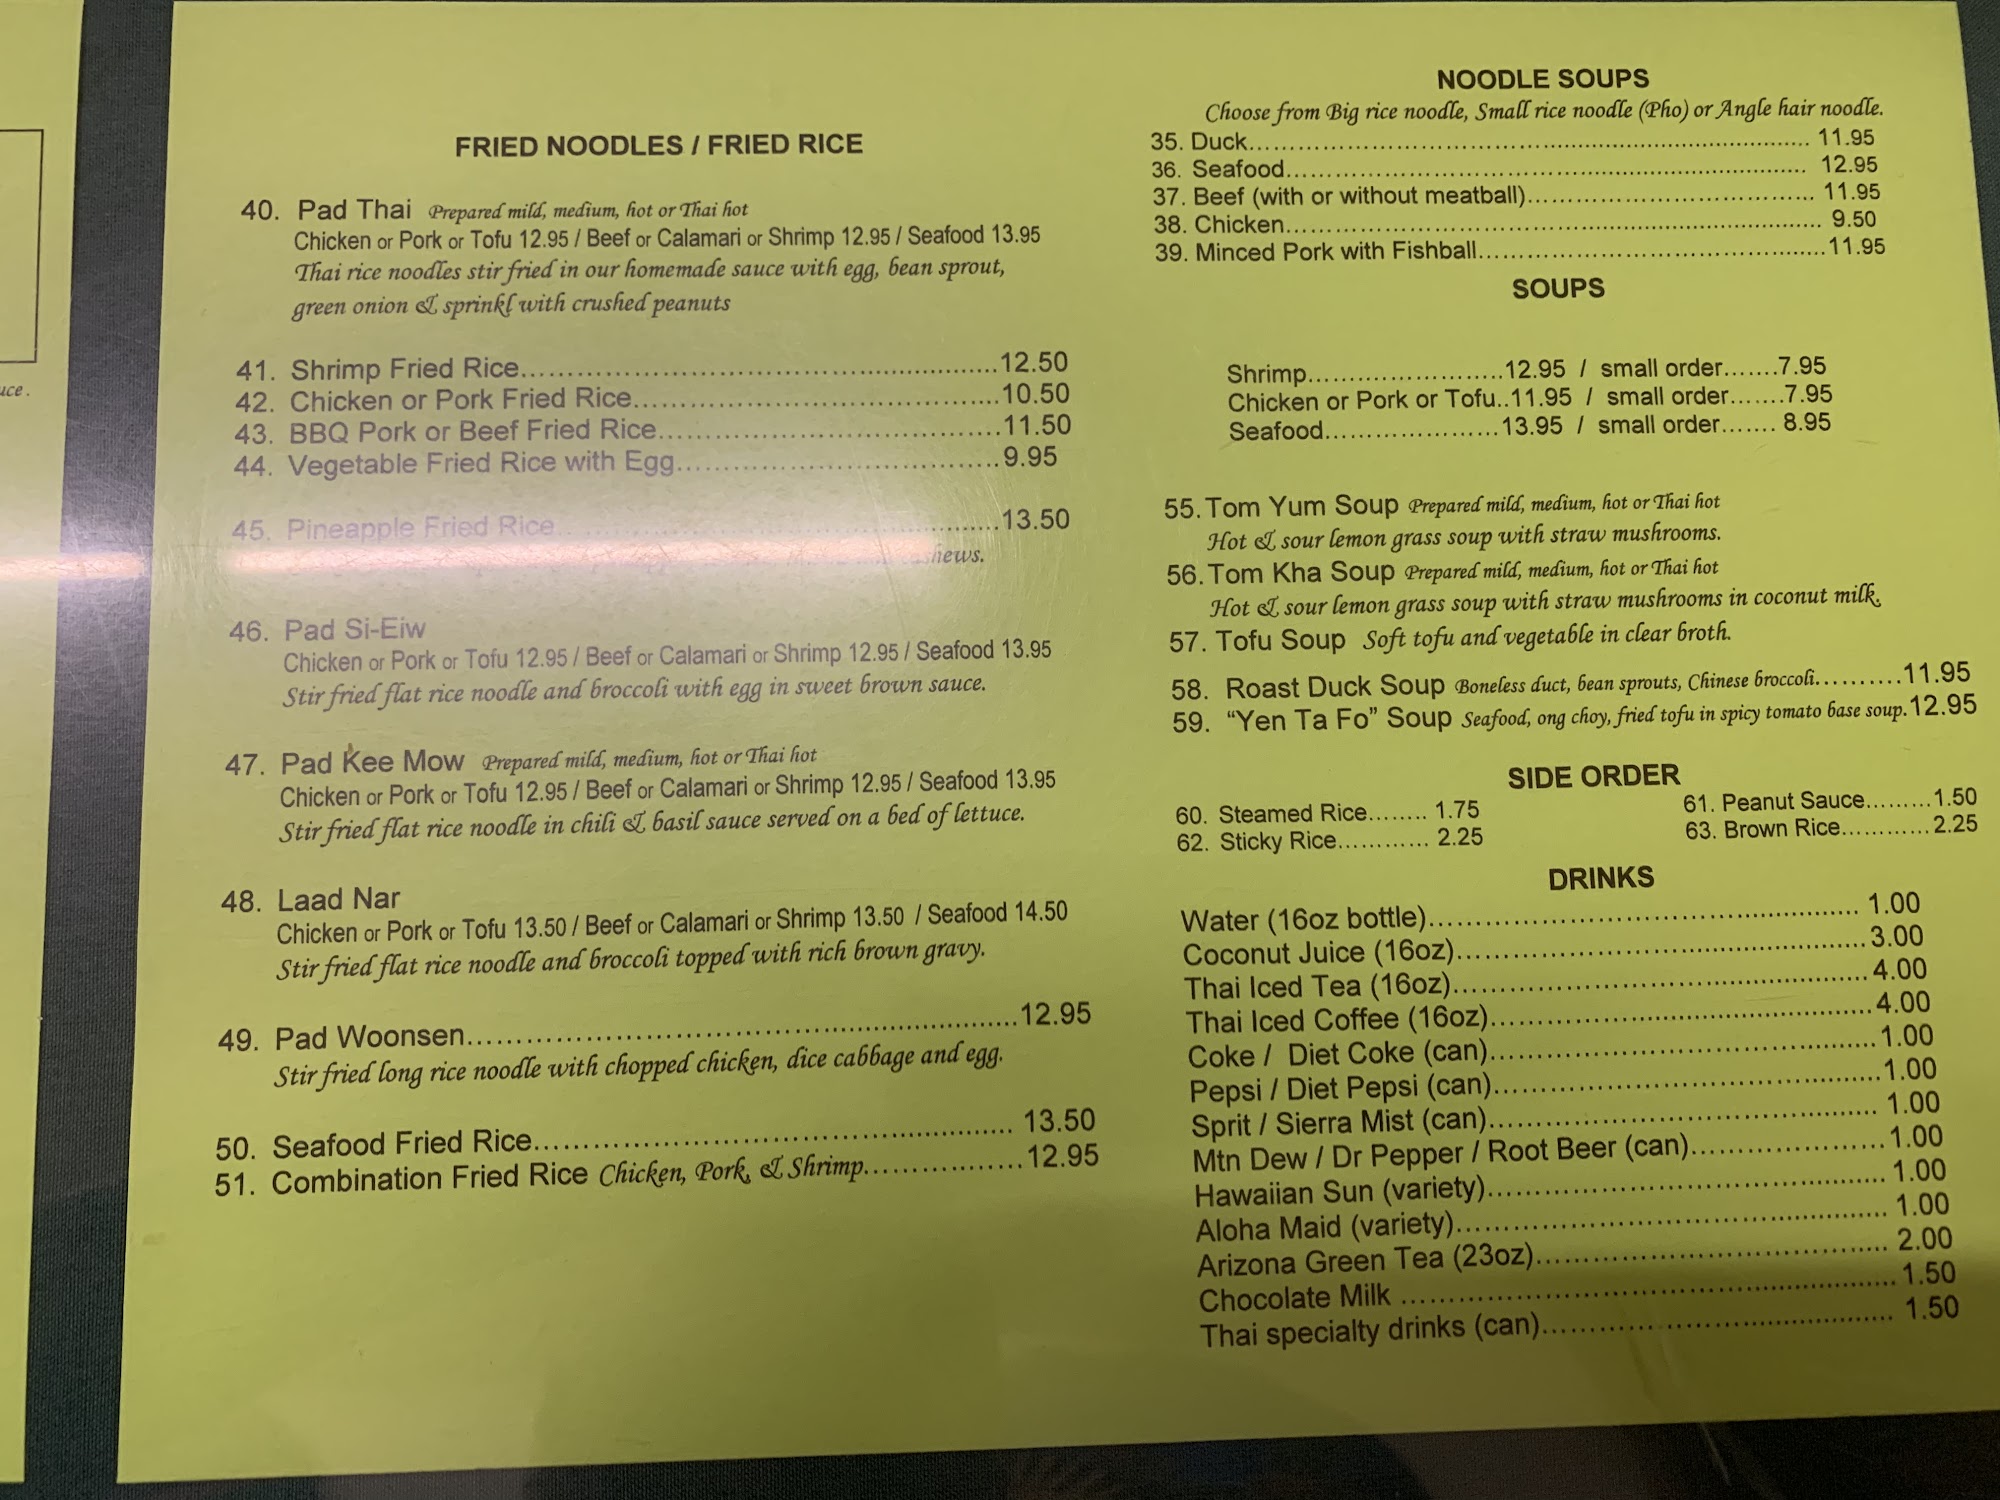 uce.
FRIED NOODLES / FRIED RICE
40. Pad Thai Prepared mild, medium, hot or Thai hot
Chicken or Pork or Tofu 12.95 / Beef or Calamari or Shrimp 12.95 / Seafood 13.95
Thai rice noodles stir fried in our homemade sauce with egg, bean sprout,
green onion & sprinkl with crushed peanuts
41. Shrimp Fried Rice..........12.50
42. Chicken or Pork Fried Rice..........10.50
43. BBQ Pork or Beef Fried Rice..........11.50
44. Vegetable Fried Rice with Egg..........9.95
45. Pineapple Fried Rice..........13.50
shews.
46. Pad Si-Eiw
Chicken or Pork or Tofu 12.95 / Beef or Calamari or Shrimp 12.95 / Seafood 13.95
Stir fried flat rice noodle and broccoli with egg in sweet brown sauce.
47. Pad Kee Mow Prepared mild, medium, hot or Thai hot
Chicken or Pork or Tofu 12.95 / Beef or Calamari or Shrimp 12.95 / Seafood 13.95
Stir fried flat rice noodle in chili & basil sauce served on a bed of lettuce.
48. Laad Nar
Chicken or Pork or Tofu 13.50 / Beef or Calamari or Shrimp 13.50 / Seafood 14.50
Stir fried flat rice noodle and broccoli topped with rich brown gravy.
49. Pad Woonsen..........12.95
Stir fried long rice noodle with chopped chicken, dice cabbage and egg.
50. Seafood Fried Rice.......... 13.50
51. Combination Fried Rice Chicken, Pork, & Shrimp..........12.95
NOODLE SOUPS
Choose from Big rice noodle, Small rice noodle (Pho) or Angle hair noodle.
35. Duck.......... 11.95
36. Seafood.......... 12.95
37. Beef (with or without meatball).......... 11.95
38. Chicken.......... 9.50
39. Minced Pork with Fishball..........11.95
SOUPS
Shrimp..........12.95 / small order.......7.95
Chicken or Pork or Tofu..11.95 / small order.......7.95
Seafood..........13.95 / small order....... 8.95
55. Tom Yum Soup Prepared mild, medium, hot or Thai hot
Hot & sour lemon grass soup with straw mushrooms.
56. Tom Kha Soup Prepared mild, medium, hot or Thai hot
Hot & sour lemon grass soup with straw mushrooms in coconut milk.
57. Tofu Soup Soft tofu and vegetable in clear broth.
58. Roast Duck Soup Boneless duct, bean sprouts, Chinese broccoli..........11.95
59. "Yen Ta Fo" Soup Seafood, ong choy, fried tofu in spicy tomato base soup.12.95
SIDE ORDER
60. Steamed Rice........ 1.75 61. Peanut Sauce.........1.50
62. Sticky Rice............ 2.25 63. Brown Rice............2.25
DRINKS
Water (16oz bottle).......... 1.00
Coconut Juice (16oz)..........3.00
Thai Iced Tea (16oz)..........4.00
Thai Iced Coffee (16oz)..........4.00
Coke / Diet Coke (can)..........1.00
Pepsi / Diet Pepsi (can)..........1.00
Sprit / Sierra Mist (can).......... 1.00
Mtn Dew / Dr Pepper / Root Beer (can)..........1.00
Hawaiian Sun (variety).......... 1.00
Aloha Maid (variety).......... 1.00
Arizona Green Tea (23oz).......... 2.00
Chocolate Milk ..........1.50
Thai specialty drinks (can).......... 1.50